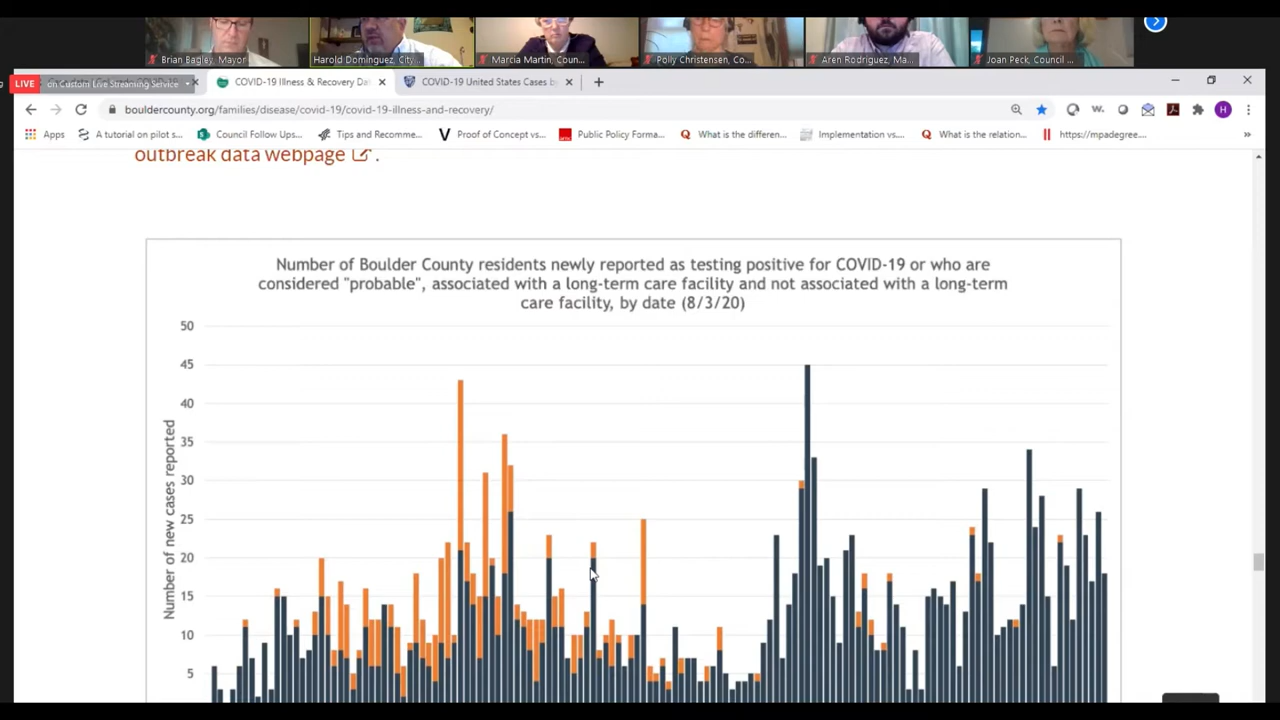 Brian Bagley, Mayor
Harold Dominguez, City...
Marcia Martin, Coun...
Polly Christensen, Co...
Aren Rodriguez, Ma...
Joan Peck, Council ...
LIVE
on Custom Live Streaming Service
COVID-19 Illness & Recovery Da
COVID-19 United States Cases by
bouldercounty.org/families/disease/covid-19/covid-19-illness-and-recovery/
H
Apps
A tutorial on pilot s...
Council Follow Ups...
Tips and Recomme...
Proof of Concept vs...
Public Policy Forma...
What is the differen...
Implementation vs....
What is the relation...
https://mpadegree....
outbreak data webpage .
Number of Boulder County residents newly reported as testing positive for COVID-19 or who are
considered "probable", associated with a long-term care facility and not associated with a long-term
care facility, by date (8/3/20)
Number of new cases reported
50
45
40
35
30
25
20
15
10
5